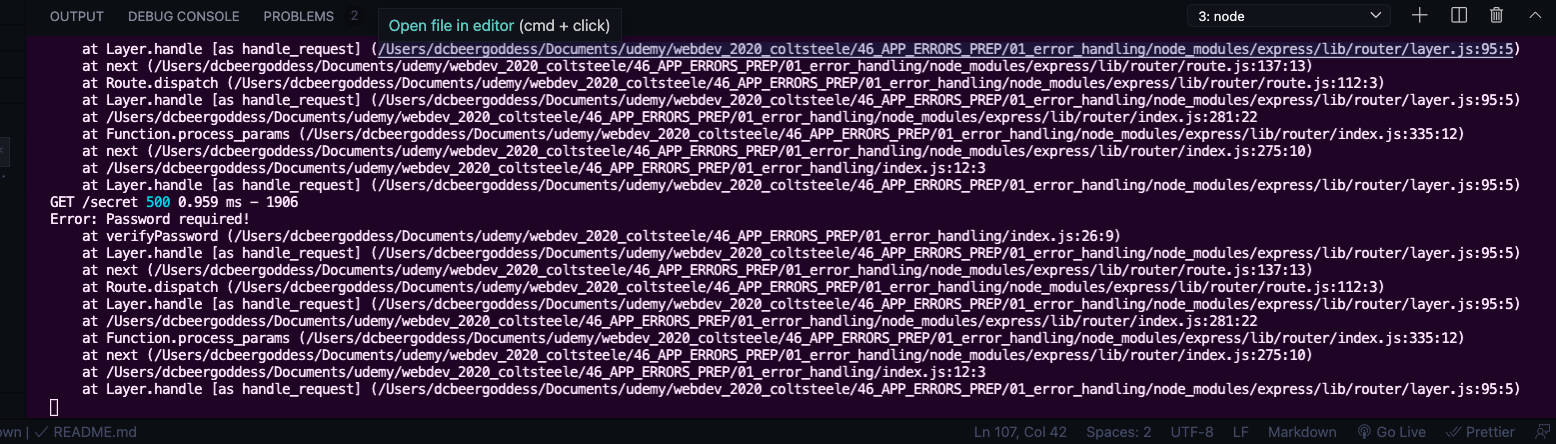 OUTPUT DEBUG CONSOLE PROBLEMS 2 3: node
Open file in editor (cmd + click)
at Layer.handle [as handle_request] (/Users/dcbeergoddess/Documents/udemy/webdev_2020_coltsteele/46_APP_ERRORS_PREP/01_error_handling/node_modules/express/lib/router/layer.js:95:5)
at next (/Users/dcbeergoddess/Documents/udemy/webdev_2020_coltsteele/46_APP_ERRORS_PREP/01_error_handling/node_modules/express/lib/router/route.js:137:13)
at Route.dispatch (/Users/dcbeergoddess/Documents/udemy/webdev_2020_coltsteele/46_APP_ERRORS_PREP/01_error_handling/node_modules/express/lib/router/route.js:112:3)
at Layer.handle [as handle_request] (/Users/dcbeergoddess/Documents/udemy/webdev_2020_coltsteele/46_APP_ERRORS_PREP/01_error_handling/node_modules/express/lib/router/layer.js:95:5)
at /Users/dcbeergoddess/Documents/udemy/webdev_2020_coltsteele/46_APP_ERRORS_PREP/01_error_handling/node_modules/express/lib/router/index.js:281:22
at Function.process_params (/Users/dcbeergoddess/Documents/udemy/webdev_2020_coltsteele/46_APP_ERRORS_PREP/01_error_handling/node_modules/express/lib/router/index.js:335:12)
at next (/Users/dcbeergoddess/Documents/udemy/webdev_2020_coltsteele/46_APP_ERRORS_PREP/01_error_handling/node_modules/express/lib/router/index.js:275:10)
at /Users/dcbeergoddess/Documents/udemy/webdev_2020_coltsteele/46_APP_ERRORS_PREP/01_error_handling/index.js:12:3
at Layer.handle [as handle_request] (/Users/dcbeergoddess/Documents/udemy/webdev_2020_coltsteele/46_APP_ERRORS_PREP/01_error_handling/node_modules/express/lib/router/layer.js:95:5)
GET /secret 500 0.959 ms - 1906
Error: Password required!
at verifyPassword (/Users/dcbeergoddess/Documents/udemy/webdev_2020_coltsteele/46_APP_ERRORS_PREP/01_error_handling/index.js:26:9)
at Layer.handle [as handle_request] (/Users/dcbeergoddess/Documents/udemy/webdev_2020_coltsteele/46_APP_ERRORS_PREP/01_error_handling/node_modules/express/lib/router/layer.js:95:5)
at next (/Users/dcbeergoddess/Documents/udemy/webdev_2020_coltsteele/46_APP_ERRORS_PREP/01_error_handling/node_modules/express/lib/router/route.js:137:13)
at Route.dispatch (/Users/dcbeergoddess/Documents/udemy/webdev_2020_coltsteele/46_APP_ERRORS_PREP/01_error_handling/node_modules/express/lib/router/route.js:112:3)
at Layer.handle [as handle_request] (/Users/dcbeergoddess/Documents/udemy/webdev_2020_coltsteele/46_APP_ERRORS_PREP/01_error_handling/node_modules/express/lib/router/layer.js:95:5)
at /Users/dcbeergoddess/Documents/udemy/webdev_2020_coltsteele/46_APP_ERRORS_PREP/01_error_handling/node_modules/express/lib/router/index.js:281:22
at Function.process_params (/Users/dcbeergoddess/Documents/udemy/webdev_2020_coltsteele/46_APP_ERRORS_PREP/01_error_handling/node_modules/express/lib/router/index.js:335:12)
at next (/Users/dcbeergoddess/Documents/udemy/webdev_2020_coltsteele/46_APP_ERRORS_PREP/01_error_handling/node_modules/express/lib/router/index.js:275:10)
at /Users/dcbeergoddess/Documents/udemy/webdev_2020_coltsteele/46_APP_ERRORS_PREP/01_error_handling/index.js:12:3
at Layer.handle [as handle_request] (/Users/dcbeergoddess/Documents/udemy/webdev_2020_coltsteele/46_APP_ERRORS_PREP/01_error_handling/node_modules/express/lib/router/layer.js:95:5)
own | ✓ README.md Ln 107, Col 42 Spaces: 2 UTF-8 LF Markdown Go Live Prettier